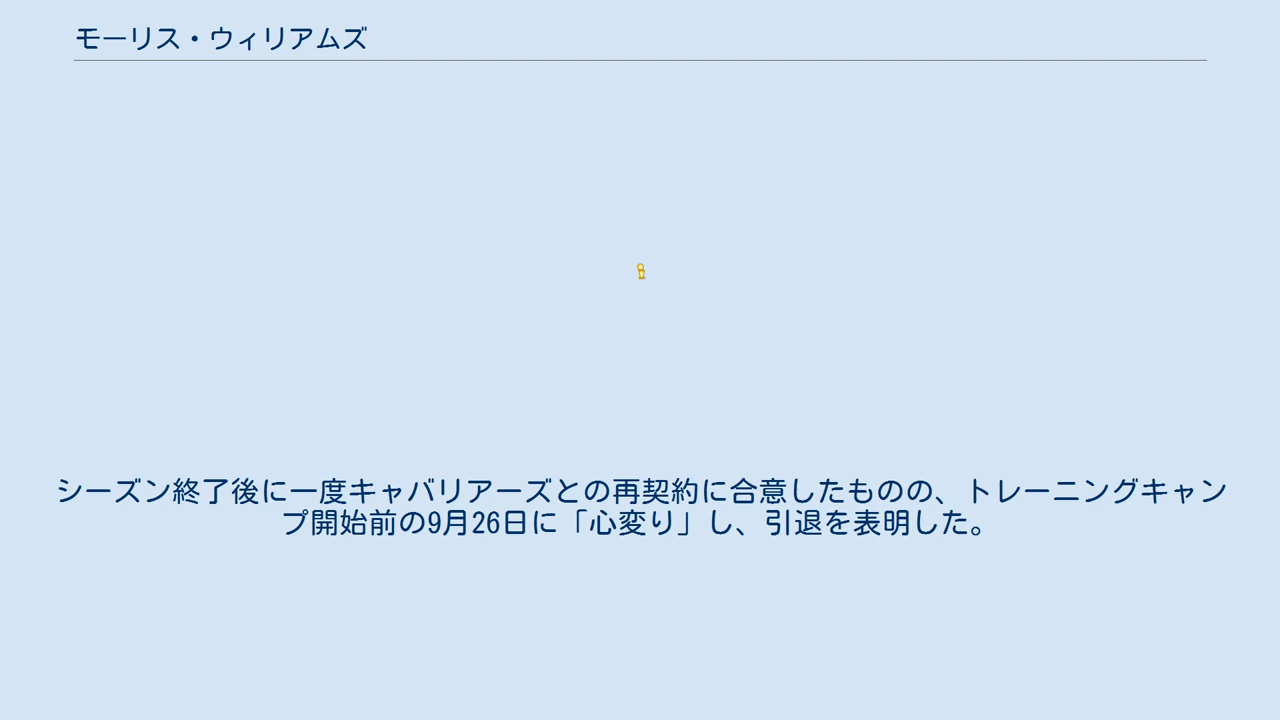 モーリス・ウィリアムズ
シーズン終了後に一度キャバリアーズとの再契約に合意したものの、トレーニングキャン
プ開始前の9月26日に「心変り」し、引退を表明した。